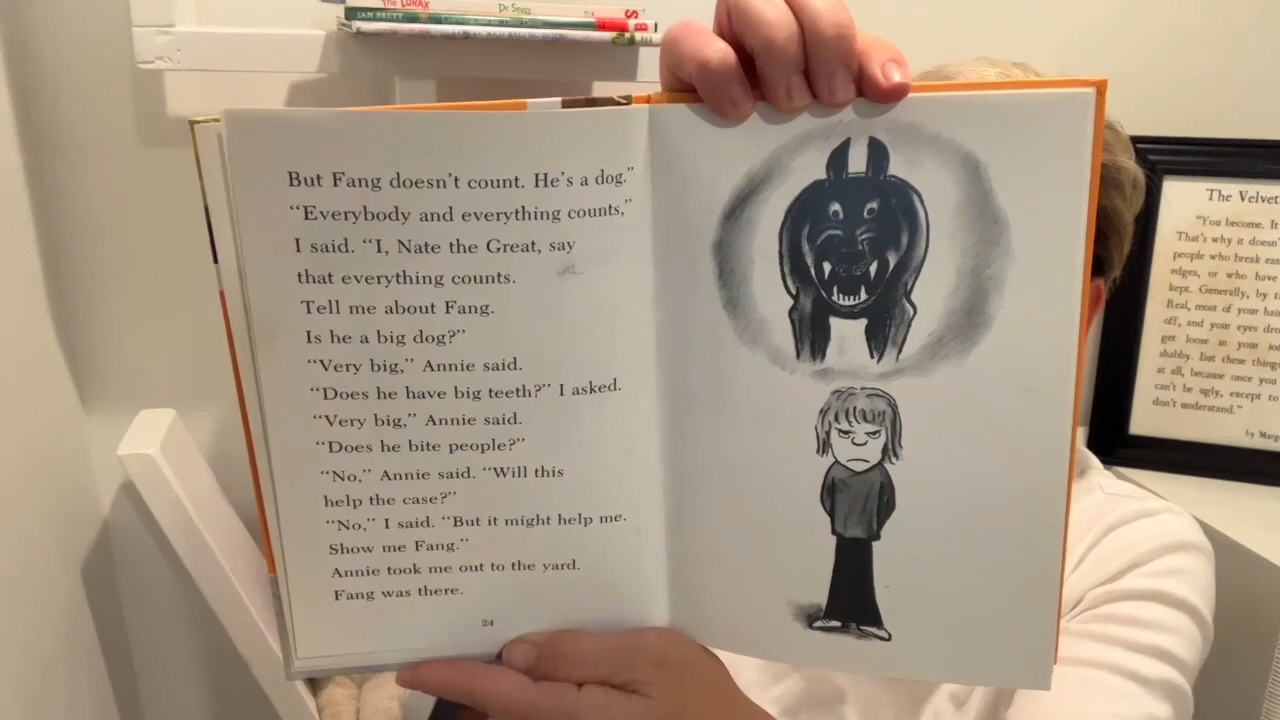 The LORAX Dr. Seuss
JAN BRETT
But Fang doesn't count. He's a dog."
"Everybody and everything counts,"
I said. "I, Nate the Great, say
that everything counts.
Tell me about Fang.
Is he a big dog?"
"Very big," Annie said.
"Does he have big teeth?" I asked.
"Very big," Annie said.
"Does he bite people?"
"No," Annie said. "Will this
help the case?"
"No," I said. "But it might help me.
Show me Fang."
Annie took me out to the yard.
Fang was there.
24
The Velvet
"You become. It
That's why it doesn
people who break eas
edges, or who have
kept. Generally, by
Real, most of your hair
off, and your eyes dro
get loose in your joi
shabby. But these things
at all, because once you
can't be ugly, except to
don't understand."
by Marg